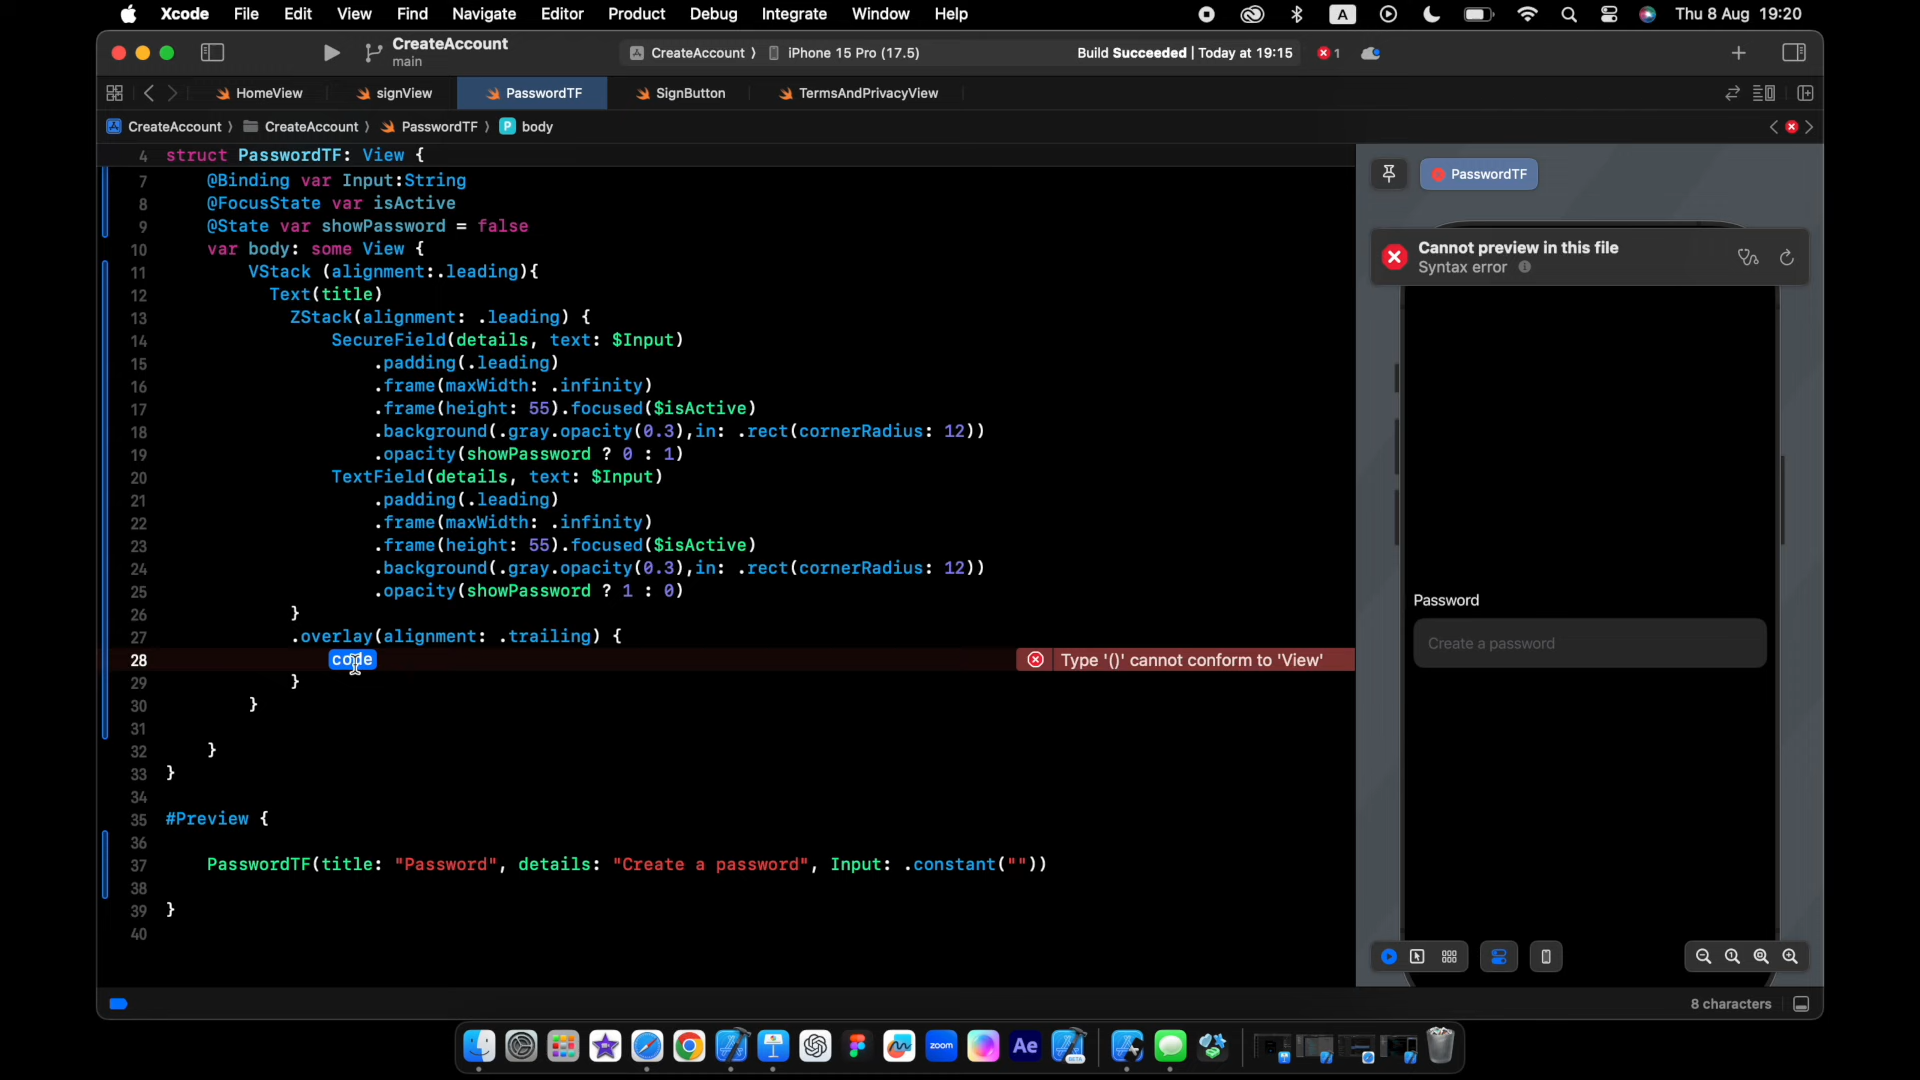 Xcode File Edit View Find Navigate Editor Product Debug Integrate Window Help A Thu 8 Aug 19:20
CreateAccount
main
CreateAccount iPhone 15 Pro (17.5) Build Succeeded | Today at 19:15 1
HomeView signView PasswordTF SignButton TermsAndPrivacyView
CreateAccount CreateAccount PasswordTF P body
4 struct PasswordTF: View {
7 @Binding var Input:String
8 @FocusState var isActive
9 @State var showPassword = false
10 var body: some View {
11 VStack (alignment:.leading){
12 Text(title)
13 ZStack(alignment: .leading) {
14 SecureField(details, text: $Input)
15 .padding(.leading)
16 .frame(maxWidth: .infinity)
17 .frame(height: 55).focused($isActive)
18 .background(.gray.opacity(0.3),in: .rect(cornerRadius: 12))
19 .opacity(showPassword ? 0 : 1)
20 TextField(details, text: $Input)
21 .padding(.leading)
22 .frame(maxWidth: .infinity)
23 .frame(height: 55).focused($isActive)
24 .background(.gray.opacity(0.3),in: .rect(cornerRadius: 12))
25 .opacity(showPassword ? 1 : 0)
26 }
27 .overlay(alignment: .trailing) {
28 code Type '()' cannot conform to 'View'
29 }
30 }
31
32 }
33 }
34
35 #Preview {
36
37 PasswordTF(title: "Password", details: "Create a password", Input: .constant(""))
38
39 }
40
PasswordTF
Cannot preview in this file
Syntax error
Password
Create a password
8 characters
zoom Ae
BETA